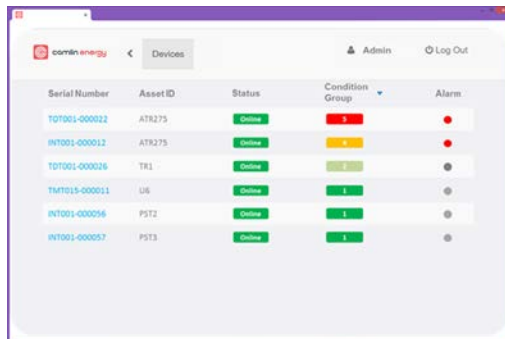 camlin energy Devices Admin Log Out
Serial Number Asset ID Status Condition Group Alarm
TOT001-000022 ATR275 Online 5
INT001-000012 ATR275 Online 4
TDT001-000026 TR1 Online 2
TMT015-000011 U6 Online 1
INT001-000056 PST2 Online 1
INT001-000057 PST3 Online 1